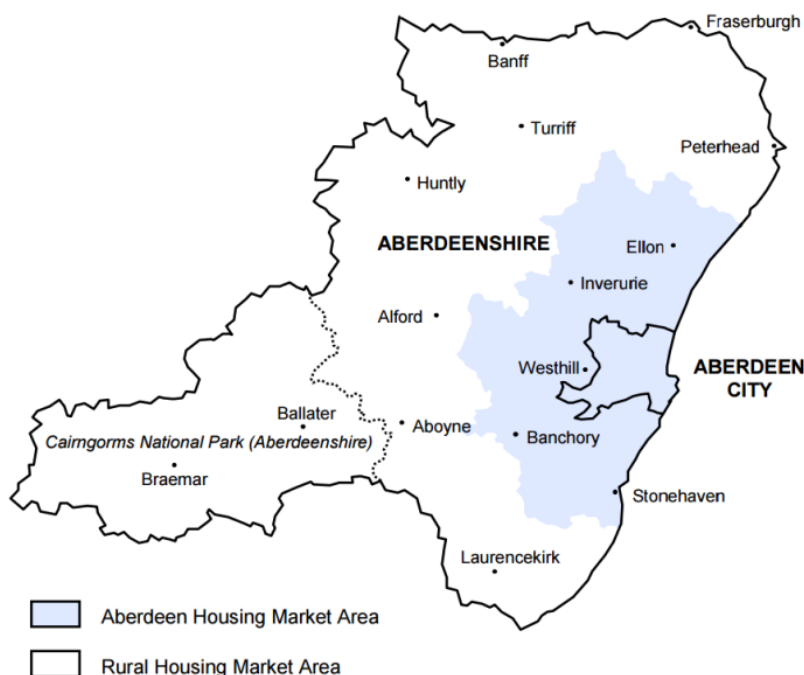 Fraserburgh
Banff
Turriff
Peterhead
Huntly
ABERDEENSHIRE
Ellon
Inverurie
Alford
Westhill
ABERDEEN
CITY
Ballater
Aboyne
Cairngorms National Park (Aberdeenshire)
Banchory
Braemar
Stonehaven
Laurencekirk
Aberdeen Housing Market Area
Rural Housing Market Area